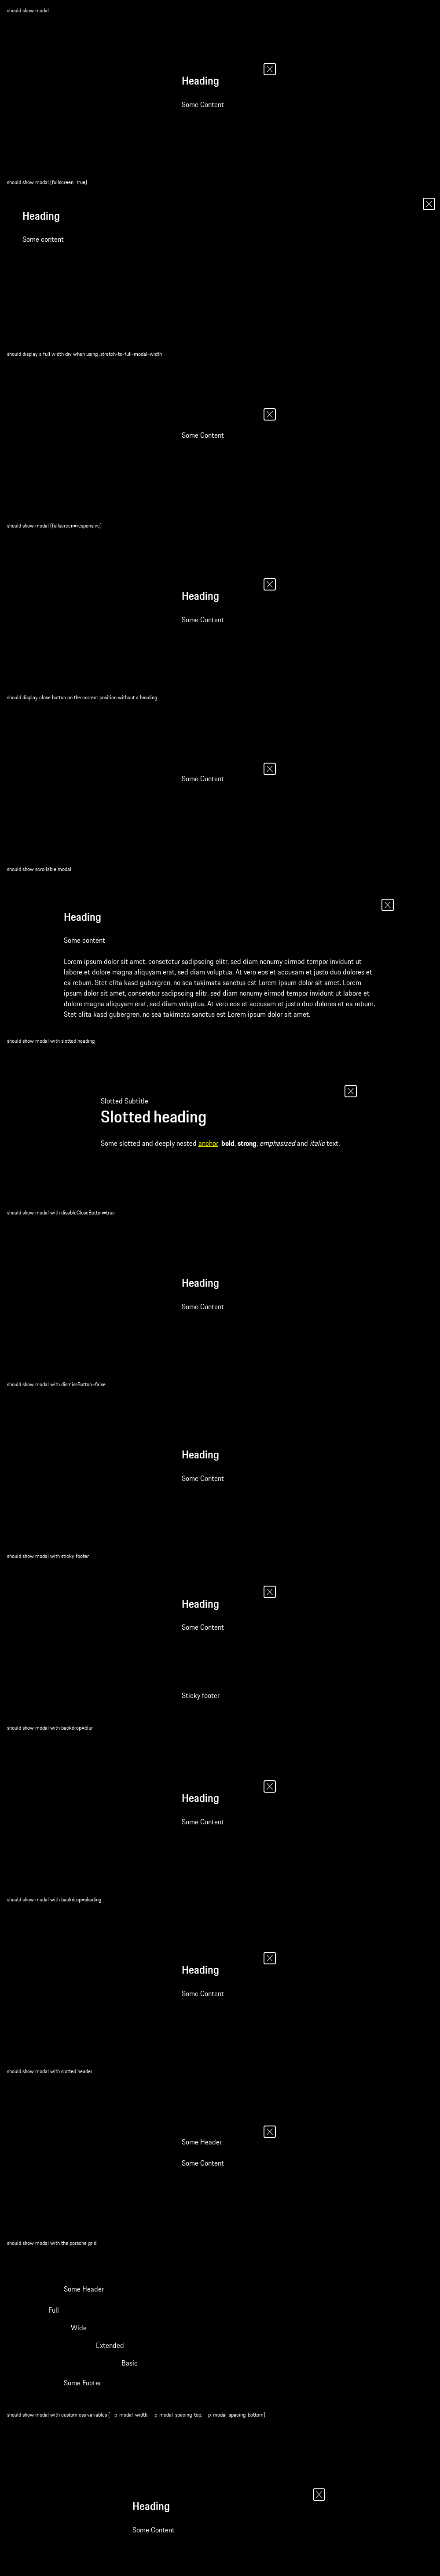 should show modal
Heading
Some Content
should show modal (fullscreen=true)
Heading
Some content
should display a full width div when using .stretch-to-full-modal-width
Some Content
should show modal (fullscreen=responsive)
Heading
Some Content
should display close button on the correct position without a heading
Some Content
should show scrollable modal
Heading
Some content
Lorem ipsum dolor sit amet, consetetur sadipscing elitr, sed diam nonumy eirmod tempor invidunt ut
labore et dolore magna aliquyam erat, sed diam voluptua. At vero eos et accusam et justo duo dolores et
ea rebum. Stet clita kasd gubergren, no sea takimata sanctus est Lorem ipsum dolor sit amet. Lorem
ipsum dolor sit amet, consetetur sadipscing elitr, sed diam nonumy eirmod tempor invidunt ut labore et
dolore magna aliquyam erat, sed diam voluptua. At vero eos et accusam et justo duo dolores et ea rebum.
Stet clita kasd gubergren, no sea takimata sanctus est Lorem ipsum dolor sit amet.
should show modal with slotted heading
Slotted Subtitle
Slotted heading
Some slotted and deeply nested anchor, bold, strong, emphasized and italic text.
should show modal with disableCloseButton=true
Heading
Some Content
should show modal with dismissButton=false
Heading
Some Content
should show modal with sticky footer
Heading
Some Content
Sticky footer
should show modal with backdrop=blur
Heading
Some Content
should show modal with backdrop=shading
Heading
Some Content
should show modal with slotted header
Some Header
Some Content
should show modal with the porsche grid
Some Header
Full
Wide
Extended
Basic
Some Footer
should show modal with custom css variables (--p-modal-width, --p-modal-spacing-top, --p-modal-spacing-bottom)
Heading
Some Content